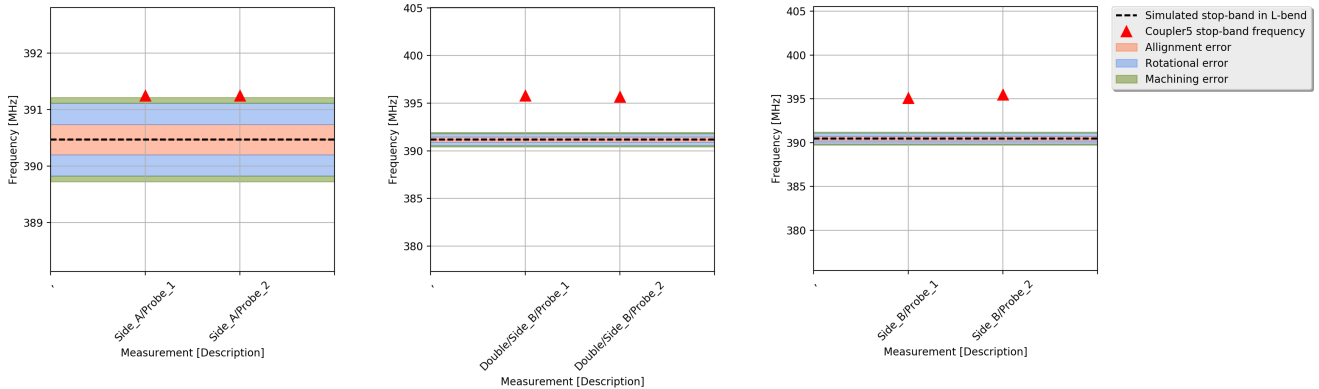 392
391
390
389
Frequency [MHz]
,
Side_A/Probe_1
Side_A/Probe_2
Measurement [Description]
405
400
395
390
385
380
Frequency [MHz]
,
Double/Side_B/Probe_1
Double/Side_B/Probe_2
Measurement [Description]
405
400
395
390
385
380
Frequency [MHz]
,
Side_B/Probe_1
Side_B/Probe_2
Measurement [Description]
Simulated stop-band in L-bend
Coupler5 stop-band frequency
Allignment error
Rotational error
Machining error